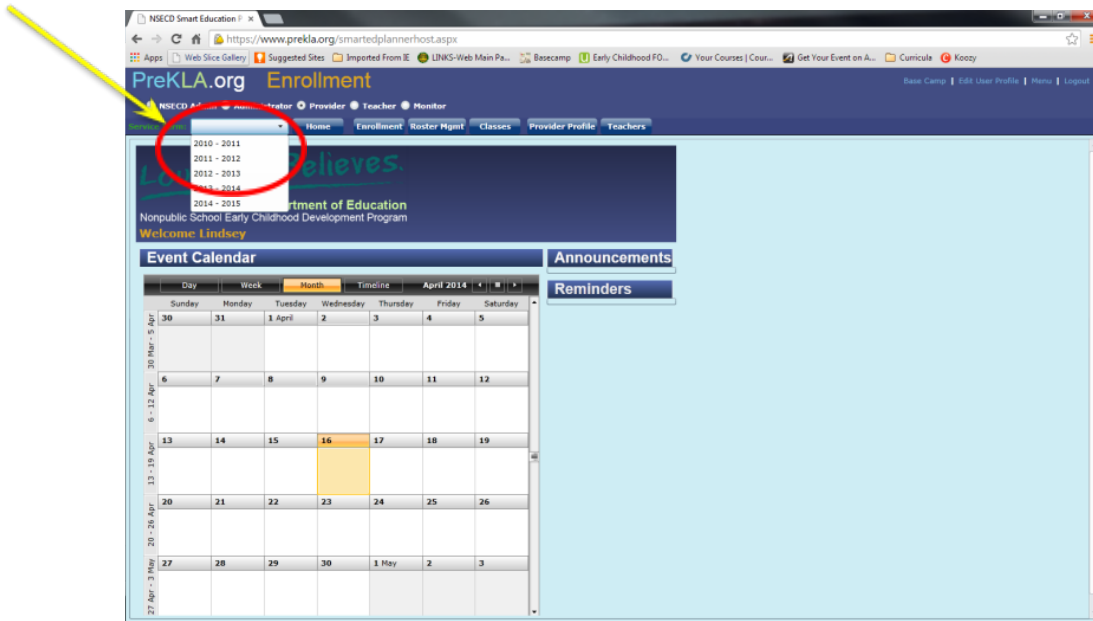 NSECD Smart Education P ×
https://www.prekla.org/smartedplannerhost.aspx
Apps Web Slice Gallery Suggested Sites Imported From IE LINKS-Web Main Pa... Basecamp Early Childhood FO... Your Courses | Cour... Get Your Event on A... Curricula Koozy
PreKLA.org Enrollment
Base Camp | Edit User Profile | Menu | Logout
NSECD Provider Teacher Monitor
Service Home Enrollment Roster Mgmt Classes Provider Profile Teachers
2010 - 2011
2011 - 2012
2012 - 2013
2013 - 2014
2014 - 2015
Believes.
Education
Nonpublic School Early Childhood Development Program
Welcome Lindsey
Event Calendar Announcements
Reminders
Day Week Month Timeline April 2014
Sunday Monday Tuesday Wednesday Thursday Friday Saturday
30 Mar - 5 Apr 30 31 1 April 2 3 4 5
6 - 12 Apr 6 7 8 9 10 11 12
13 - 19 Apr 13 14 15 16 17 18 19
20 - 26 Apr 20 21 22 23 24 25 26
27 Apr - 3 May 27 28 29 30 1 May 2 3